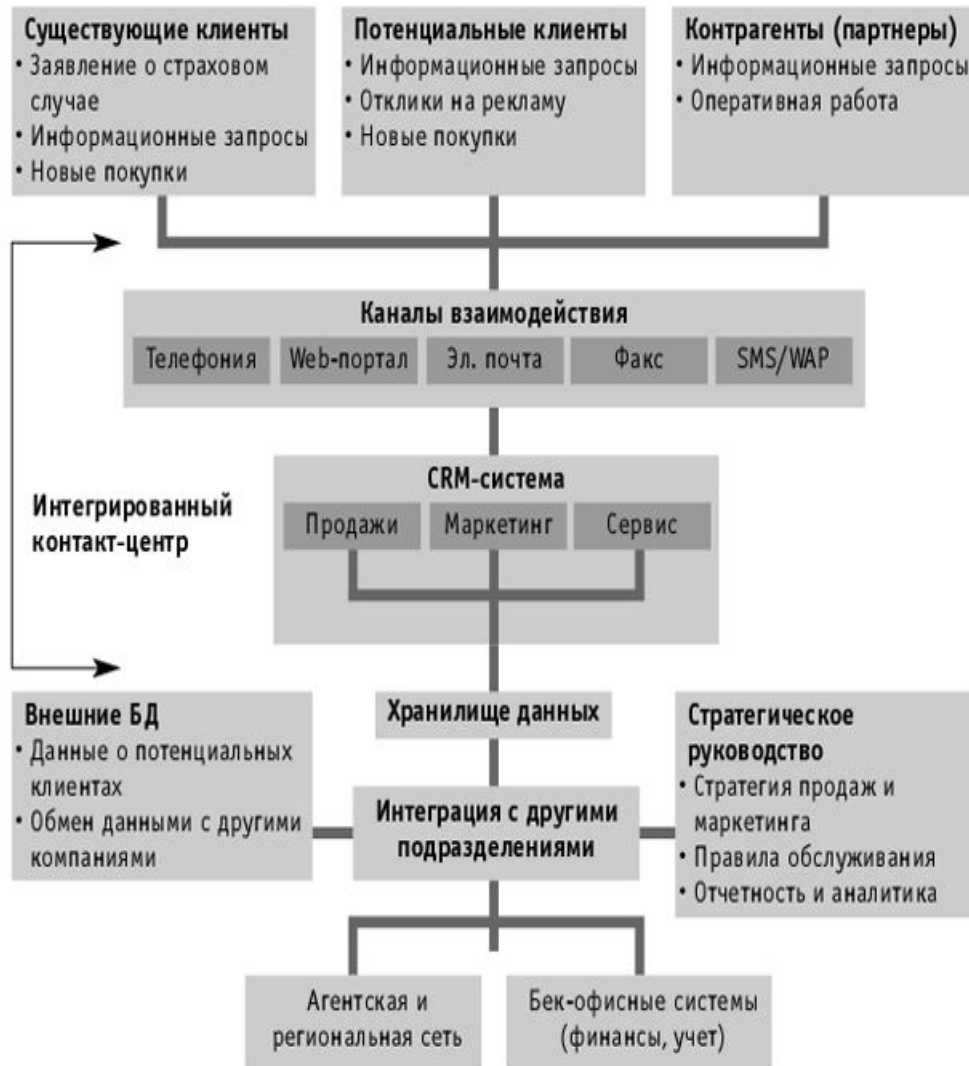 Существующие клиенты
• Заявление о страховом
случае
• Информационные запросы
• Новые покупки
Потенциальные клиенты
• Информационные запросы
• Отклики на рекламу
• Новые покупки
Контрагенты (партнеры)
• Информационные запросы
• Оперативная работа
Каналы взаимодействия
Телефония
Web-портал
Эл. почта
Факс
SMS/WAP
CRM-система
Продажи
Маркетинг
Сервис
Интегрированный
контакт-центр
Внешние БД
• Данные о потенциальных
клиентах
• Обмен данными с другими
компаниями
Хранилище данных
Интеграция с другими
подразделениями
Стратегическое
руководство
• Стратегия продаж и
маркетинга
• Правила обслуживания
• Отчетность и аналитика
Агентская и
региональная сеть
Бек-офисные системы
(финансы, учет)